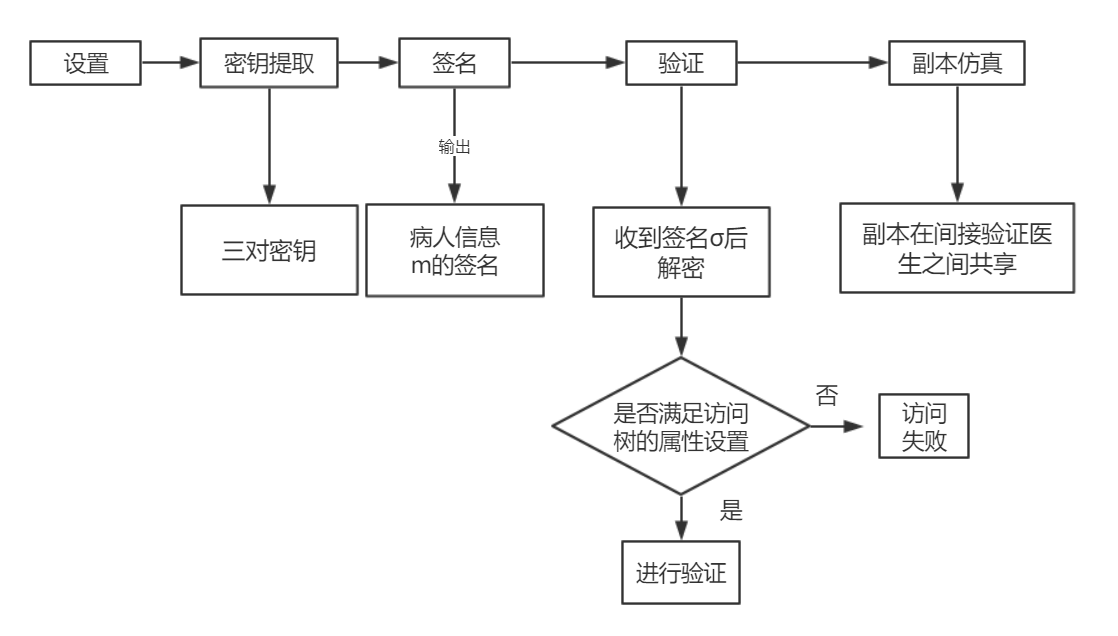 设置
密钥提取
签名
验证
副本仿真
输出
三对密钥
病人信息
m的签名
收到签名σ后
解密
副本在间接验证医
生之间共享
是否满足访问
树的属性设置
否
访问
失败
是
进行验证